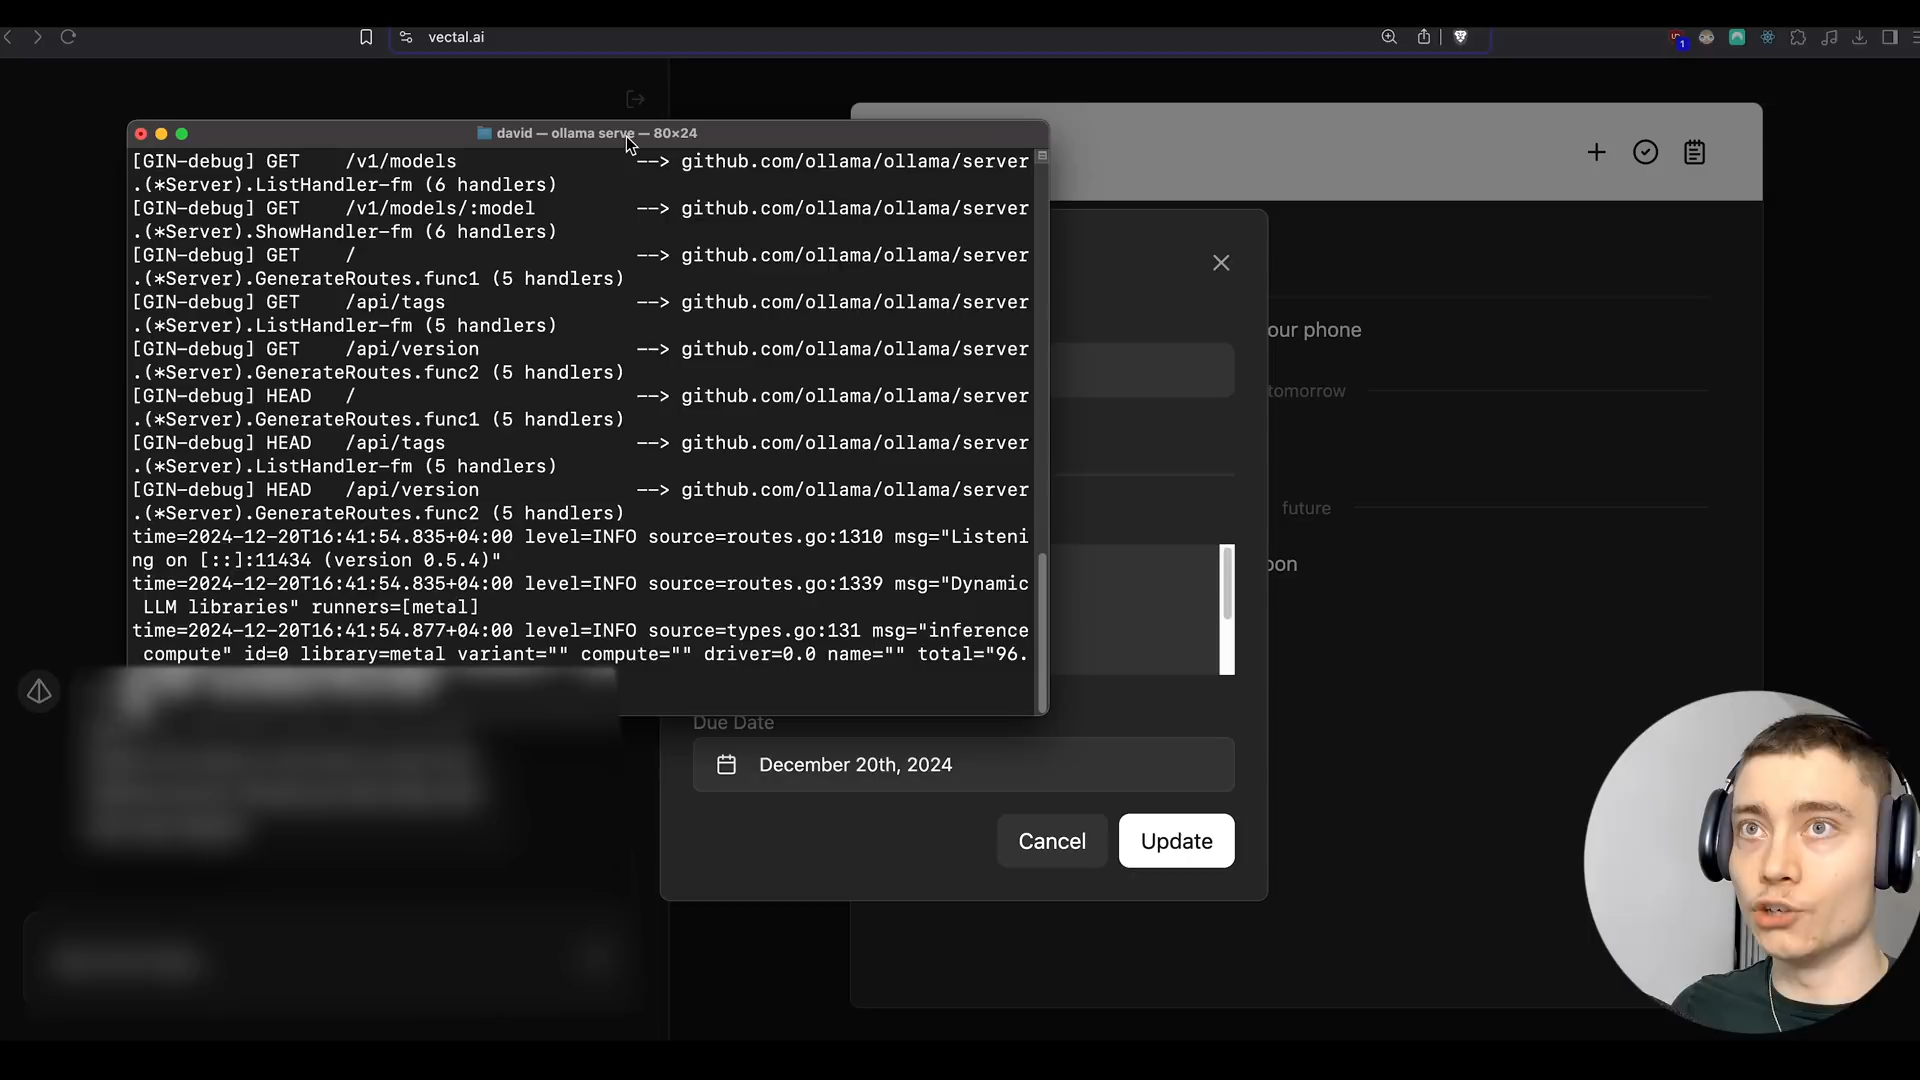 vectal.ai
1
david — ollama serve — 80×24
[GIN-debug] GET    /v1/models                --> github.com/ollama/ollama/server
.(*Server).ListHandler-fm (6 handlers)
[GIN-debug] GET    /v1/models/:model         --> github.com/ollama/ollama/server
.(*Server).ShowHandler-fm (6 handlers)
[GIN-debug] GET    /                         --> github.com/ollama/ollama/server
.(*Server).GenerateRoutes.func1 (5 handlers)
[GIN-debug] GET    /api/tags                 --> github.com/ollama/ollama/server
.(*Server).ListHandler-fm (5 handlers)
[GIN-debug] GET    /api/version              --> github.com/ollama/ollama/server
.(*Server).GenerateRoutes.func2 (5 handlers)
[GIN-debug] HEAD   /                         --> github.com/ollama/ollama/server
.(*Server).GenerateRoutes.func1 (5 handlers)
[GIN-debug] HEAD   /api/tags                 --> github.com/ollama/ollama/server
.(*Server).ListHandler-fm (5 handlers)
[GIN-debug] HEAD   /api/version              --> github.com/ollama/ollama/server
.(*Server).GenerateRoutes.func2 (5 handlers)
time=2024-12-20T16:41:54.835+04:00 level=INFO source=routes.go:1310 msg="Listeni
ng on [::]:11434 (version 0.5.4)"
time=2024-12-20T16:41:54.835+04:00 level=INFO source=routes.go:1339 msg="Dynamic
 LLM libraries" runners=[metal]
time=2024-12-20T16:41:54.877+04:00 level=INFO source=types.go:131 msg="inference
 compute" id=0 library=metal variant="" compute="" driver=0.0 name="" total="96.
our phone
tomorrow
future
oon
Due Date
December 20th, 2024
Cancel
Update